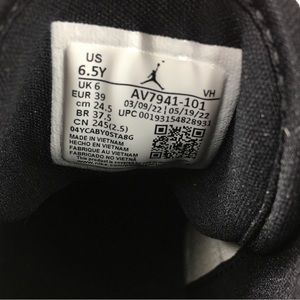 US
6.5Y
UK 6
EUR 39
cm 24.5
BR 37.5
CN 245(2.5)
04YCABY0STA8G
MADE IN VIETNAM
HECHO EN VIETNAM
FABRIQUE AU VIETNAM
FABRICADO NO VIETNAM
VH
AV7941-101
03/09/22 05/19/22
UPC 00193154828931